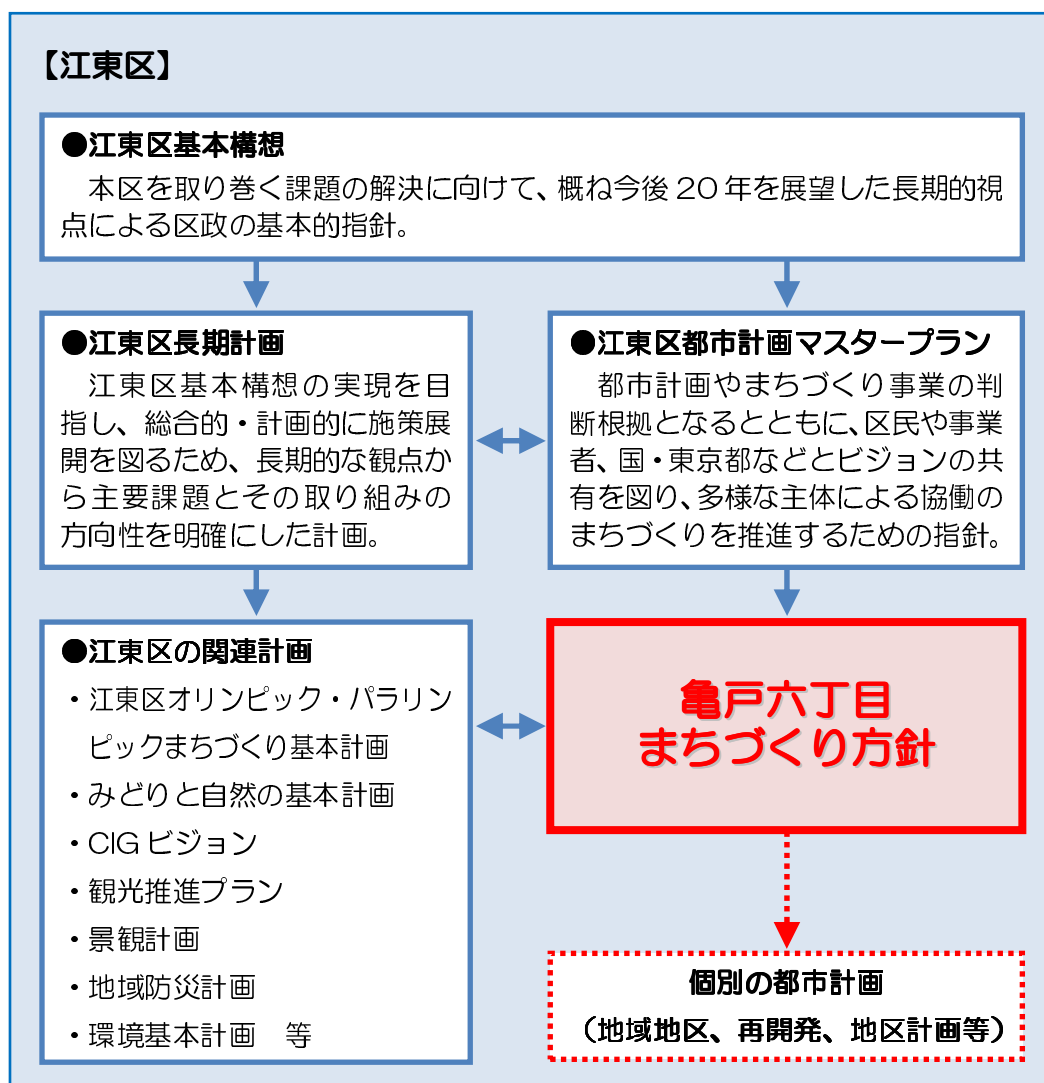 【江東区】
●江東区基本構想
本区を取り巻く課題の解決に向けて、概ね今後 20 年を展望した長期的視
点による区政の基本的指針。
●江東区長期計画
江東区基本構想の実現を目
指し、総合的・計画的に施策展
開を図るため、長期的な観点か
ら主要課題とその取り組みの
方向性を明確にした計画。
●江東区都市計画マスタープラン
都市計画やまちづくり事業の判
断根拠となるとともに、区民や事業
者、国・東京都などとビジョンの共
有を図り、多様な主体による協働の
まちづくりを推進するための指針。
●江東区の関連計画
・江東区オリンピック・パラリン
ピックまちづくり基本計画
・みどりと自然の基本計画
・CIG ビジョン
・観光推進プラン
・景観計画
・地域防災計画
・環境基本計画　等
亀戸六丁目
まちづくり方針
個別の都市計画
（地域地区、再開発、地区計画等）